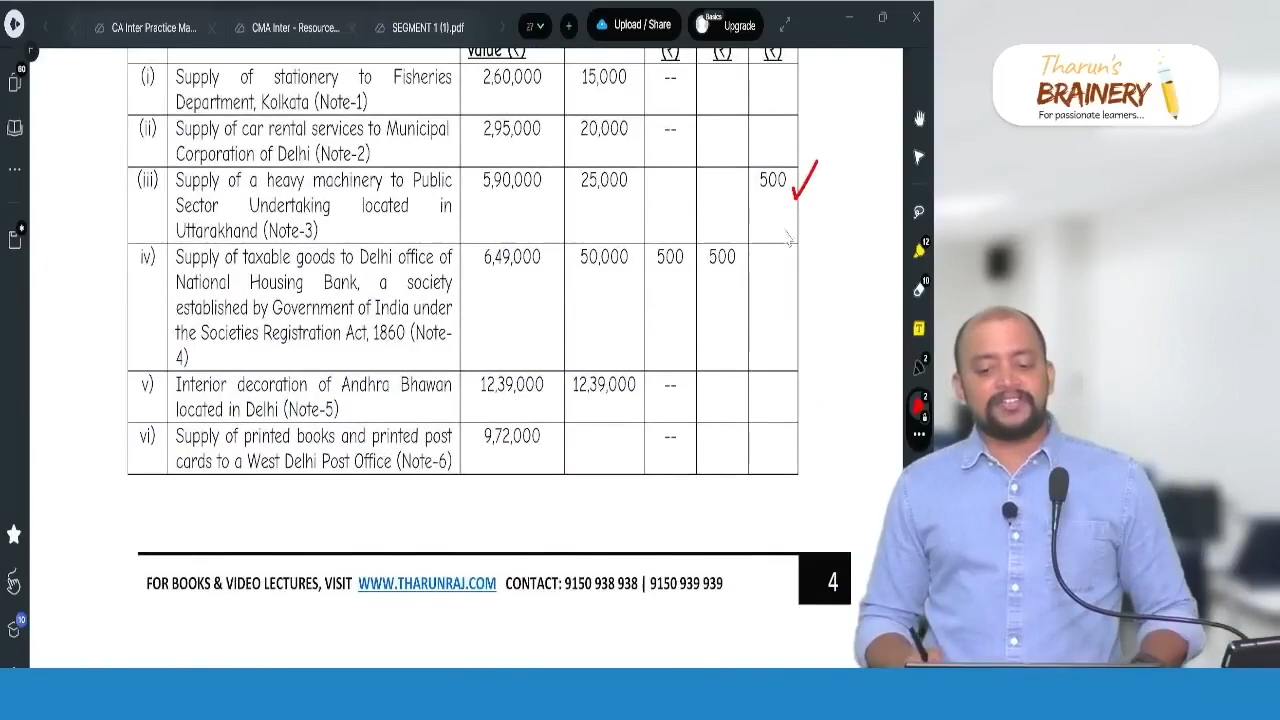 CA Inter Practice Ma...
CMA Inter - Resource...
SEGMENT 1 (1).pdf
27
Upload / Share
Basics
Upgrade
Tharun's
BRAINERY
For passionate learners...
Value (₹) (₹) (₹) (₹)
(i) Supply of stationery to Fisheries 2,60,000 15,000 --
Department, Kolkata (Note-1)
(ii) Supply of car rental services to Municipal 2,95,000 20,000 --
Corporation of Delhi (Note-2)
(iii) Supply of a heavy machinery to Public 5,90,000 25,000 500
Sector Undertaking located in
Uttarakhand (Note-3)
iv) Supply of taxable goods to Delhi office of 6,49,000 50,000 500 500
National Housing Bank, a society
established by Government of India under
the Societies Registration Act, 1860 (Note-
4)
v) Interior decoration of Andhra Bhawan 12,39,000 12,39,000 --
located in Delhi (Note-5)
vi) Supply of printed books and printed post 9,72,000 --
cards to a West Delhi Post Office (Note-6)
FOR BOOKS & VIDEO LECTURES, VISIT WWW.THARUNRAJ.COM CONTACT: 9150 938 938 | 9150 939 939
4
60
12
10
T
2
2
10